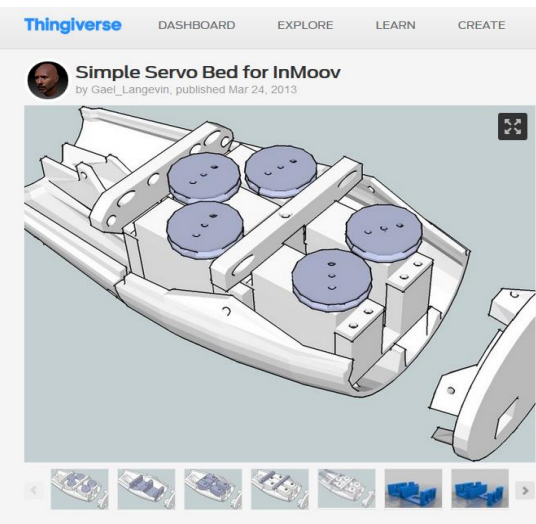 Thingiverse DASHBOARD EXPLORE LEARN CREATE
Simple Servo Bed for InMoov
by Gael_Langevin, published Mar 24, 2013